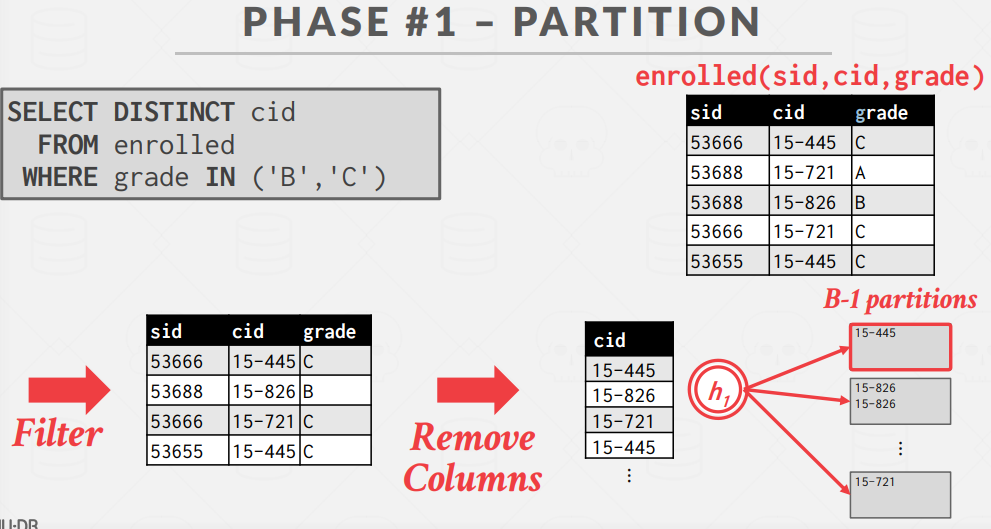 PHASE #1 – PARTITION
enrolled(sid,cid,grade)
SELECT DISTINCT cid
FROM enrolled
WHERE grade IN ('B','C')
sid cid grade
53666 15-445 C
53688 15-721 A
53688 15-826 B
53666 15-721 C
53655 15-445 C
Filter
sid cid grade
53666 15-445 C
53688 15-826 B
53666 15-721 C
53655 15-445 C
Remove
Columns
cid
15-445
15-826
15-721
15-445
⋮
h₁
B-1 partitions
15-445
15-826
15-826
⋮
15-721